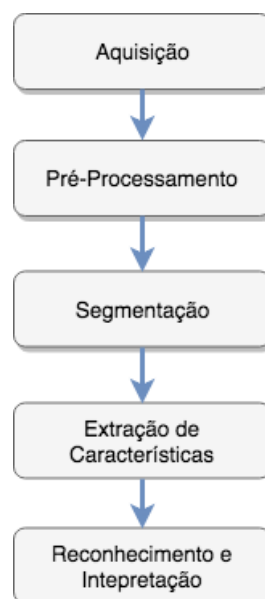 Aquisição
Pré-Processamento
Segmentação
Extração de
Características
Reconhecimento e
Intepretação